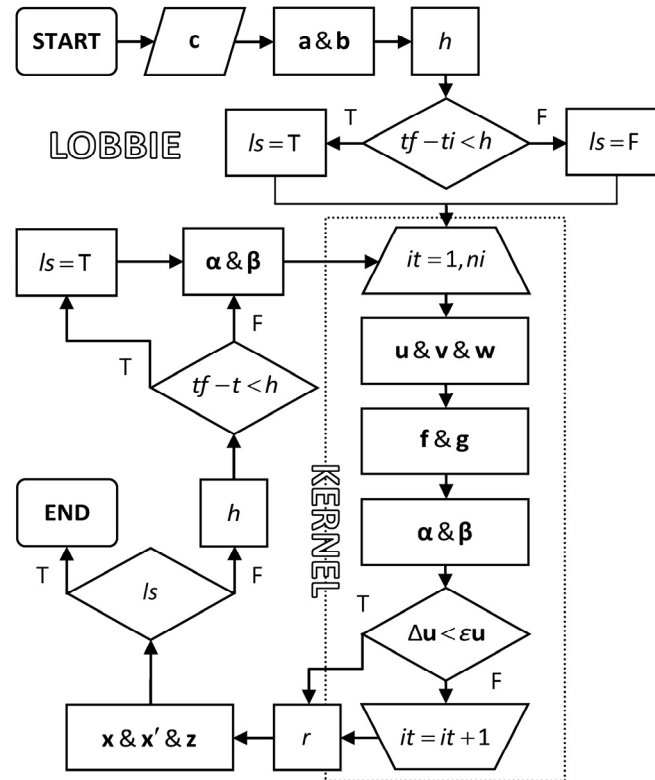 START
c
a & b
h
LOBBIE
T
tf – ti < h
F
ls = T
ls = F
it = 1, ni
ls = T
α & β
u & v & w
T
F
tf – t < h
f & g
KERNEL
END
h
α & β
T
ls
F
T
Δu < εu
F
x & x′ & z
r
it = it + 1